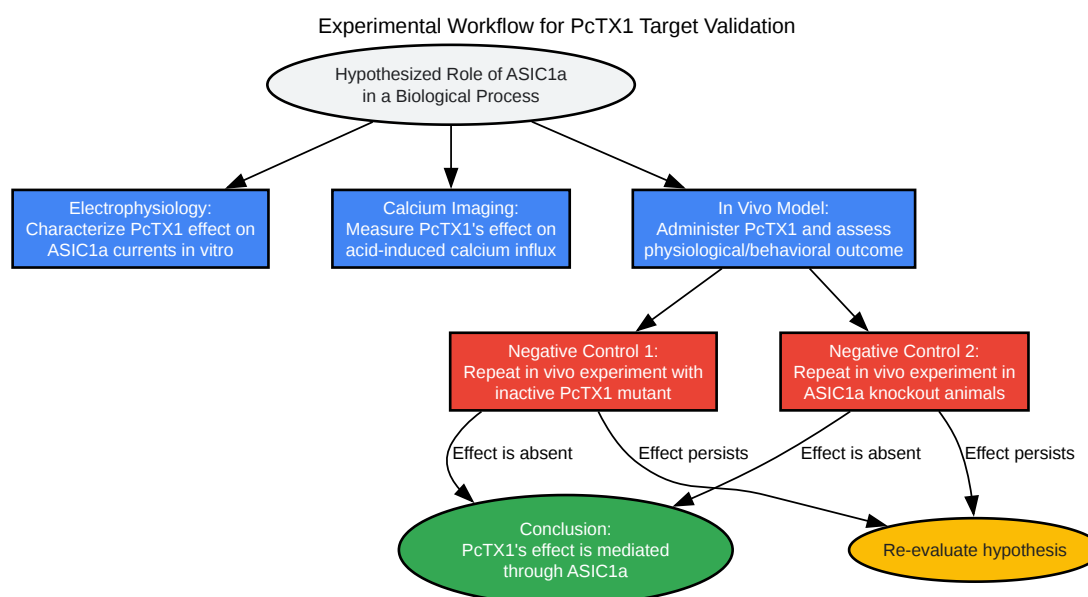 Experimental Workflow for PcTX1 Target Validation
Hypothesized Role of ASIC1a
in a Biological Process
Electrophysiology:
Characterize PcTX1 effect on
ASIC1a currents in vitro
Calcium Imaging:
Measure PcTX1's effect on
acid-induced calcium influx
In Vivo Model:
Administer PcTX1 and assess
physiological/behavioral outcome
Negative Control 1:
Repeat in vivo experiment with
inactive PcTX1 mutant
Negative Control 2:
Repeat in vivo experiment in
ASIC1a knockout animals
Effect is absent
Effect persists
Effect is absent
Effect persists
Conclusion:
PcTX1's effect is mediated
through ASIC1a
Re-evaluate hypothesis